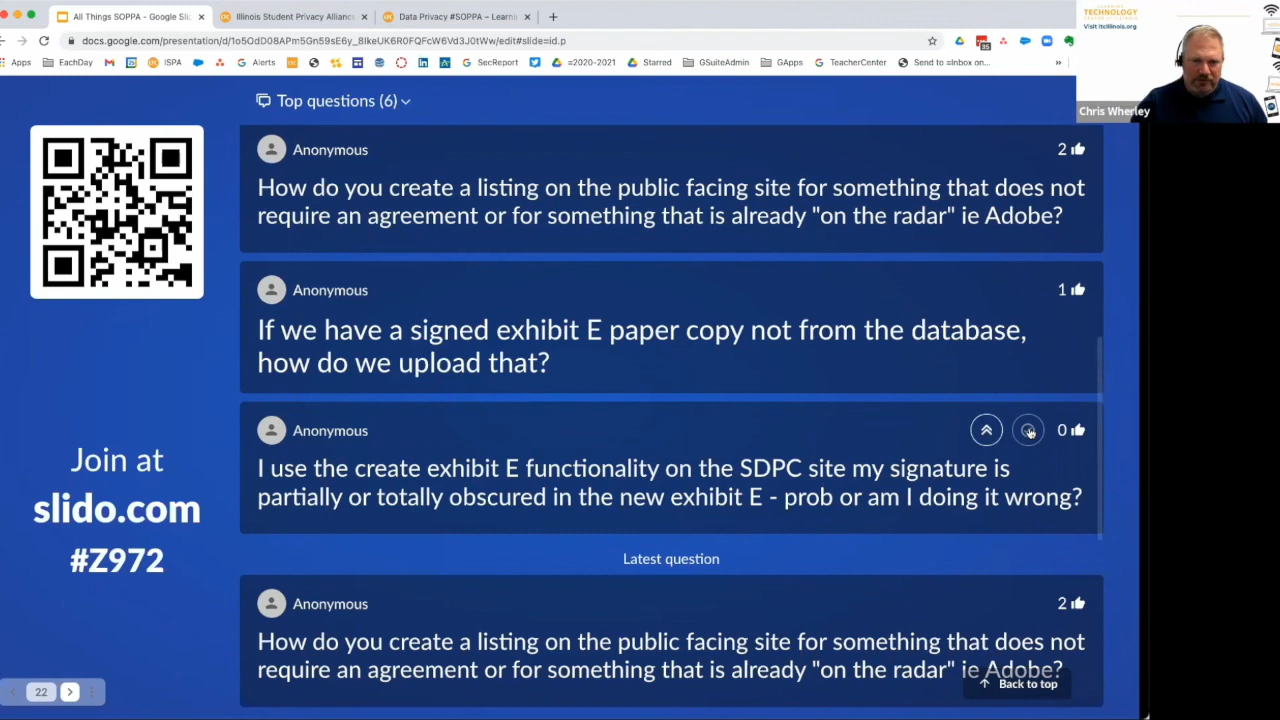 All Things SOPPA - Google Slid
Illinois Student Privacy Alliance
Data Privacy #SOPPA – Learnin
TECHNOLOGY
Visit ltcillinois.org
docs.google.com/presentation/d/1o5OdD08APm5Gn59sE6y_8IkeUK6R0FQFcW6Vd3J0tWw/edit#slide=id.p
35
Apps
EachDay
ISPA
Alerts
SecReport
=2020-2021
Starred
GSuiteAdmin
GApps
TeacherCenter
Send to =Inbox on...
»
Chris Wherley
Top questions (6)
Anonymous
2
How do you create a listing on the public facing site for something that does not
require an agreement or for something that is already "on the radar" ie Adobe?
Anonymous
1
If we have a signed exhibit E paper copy not from the database,
how do we upload that?
Anonymous
0
I use the create exhibit E functionality on the SDPC site my signature is
partially or totally obscured in the new exhibit E - prob or am I doing it wrong?
Join at
slido.com
#Z972
Latest question
Anonymous
2
How do you create a listing on the public facing site for something that does not
require an agreement or for something that is already "on the radar" ie Adobe?
Back to top
22